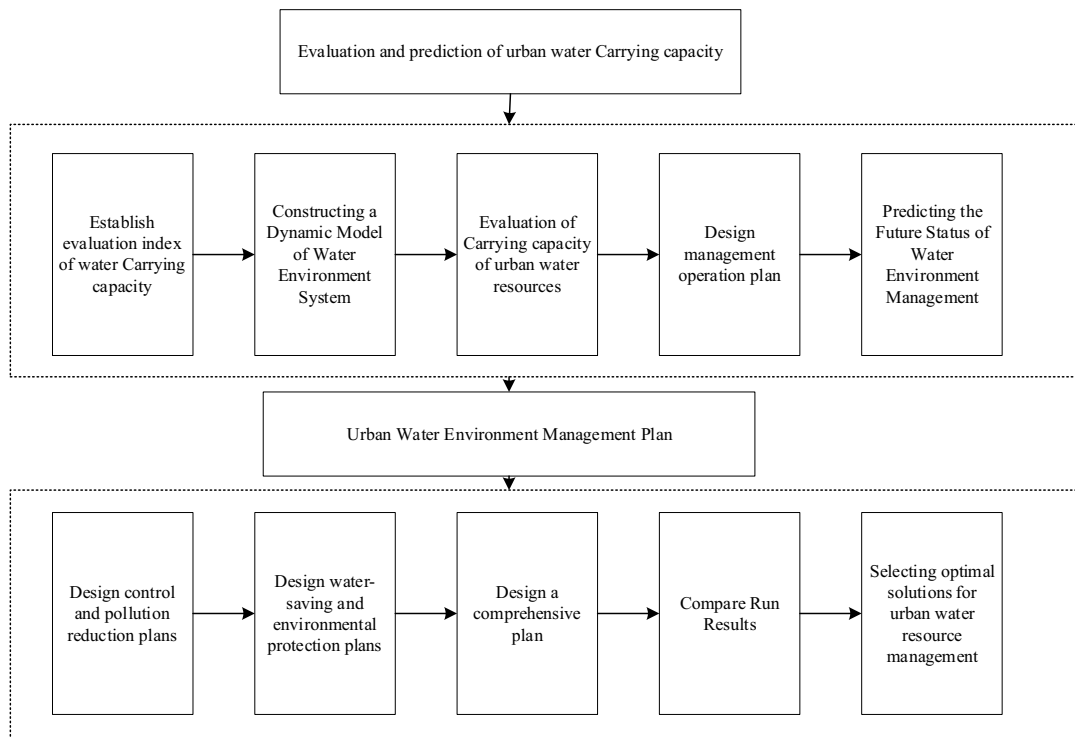 Evaluation and prediction of urban water Carrying capacity
Establish
evaluation index
of water Carrying
capacity
Constructing a
Dynamic Model
of Water
Environment
System
Evaluation of
Carrying capacity
of urban water
resources
Design
management
operation plan
Predicting the
Future Status of
Water
Environment
Management
Urban Water Environment Management Plan
Design control
and pollution
reduction plans
Design water-
saving and
environmental
protection plans
Design a
comprehensive
plan
Compare Run
Results
Selecting optimal
solutions for
urban water
resource
management